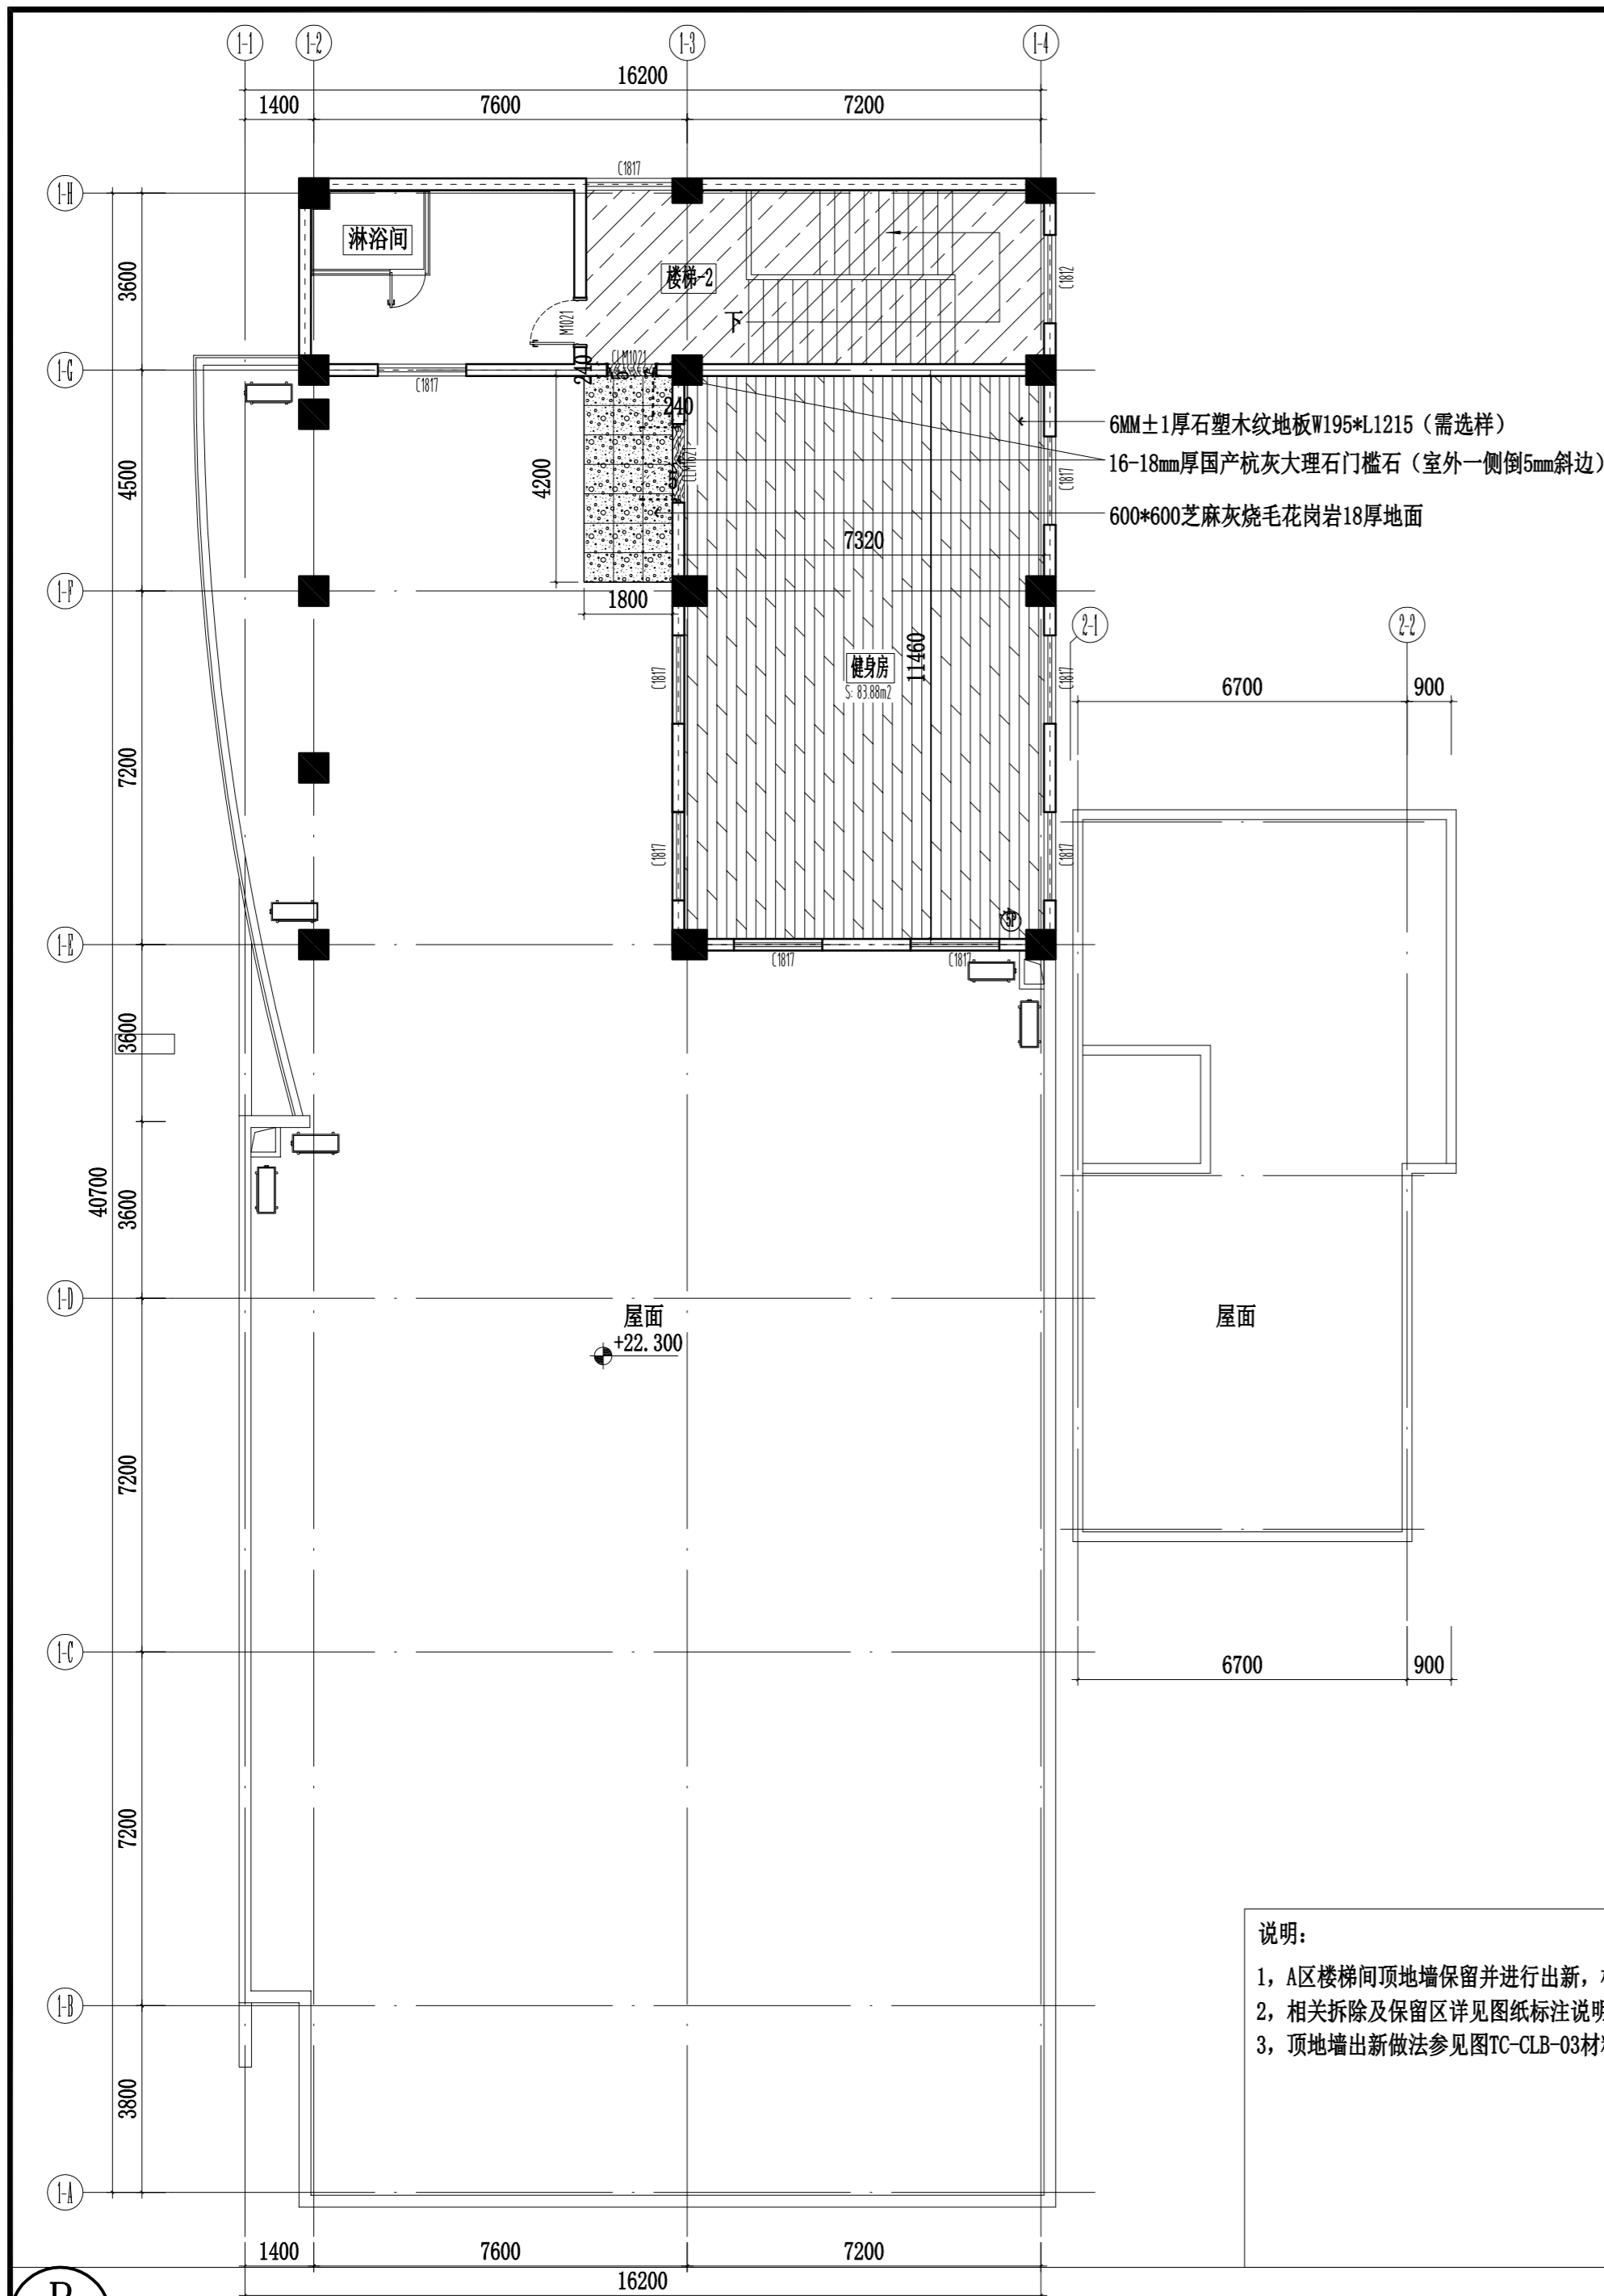 1-1
1-2
1-3
1-4
16200
1400
7600
7200
1-H
C1817
淋浴间
楼梯-2
3600
C1812
M1021
下
1-G
240
CLM1021
C1817
240
6MM±1厚石塑木纹地板W195*L1215（需选样）
16-18mm厚国产杭灰大理石门槛石（室外一侧倒5mm斜边）
4500
4200
CLM1521
C1817
600*600芝麻灰烧毛花岗岩18厚地面
7320
1-F
1800
2-1
2-2
11460
健身房
S: 83.88m2
C1817
C1817
6700
900
7200
C1817
C1817
1-E
C1817
C1817
3600
40700
3600
1-D
屋面
+22.300
屋面
7200
1-C
6700
900
7200
说明：
1，A区楼梯间顶地墙保留并进行出新，
2，相关拆除及保留区详见图纸标注说明
3，顶地墙出新做法参见图TC-CLB-03材
1-B
3800
1-A
1400
7600
7200
16200